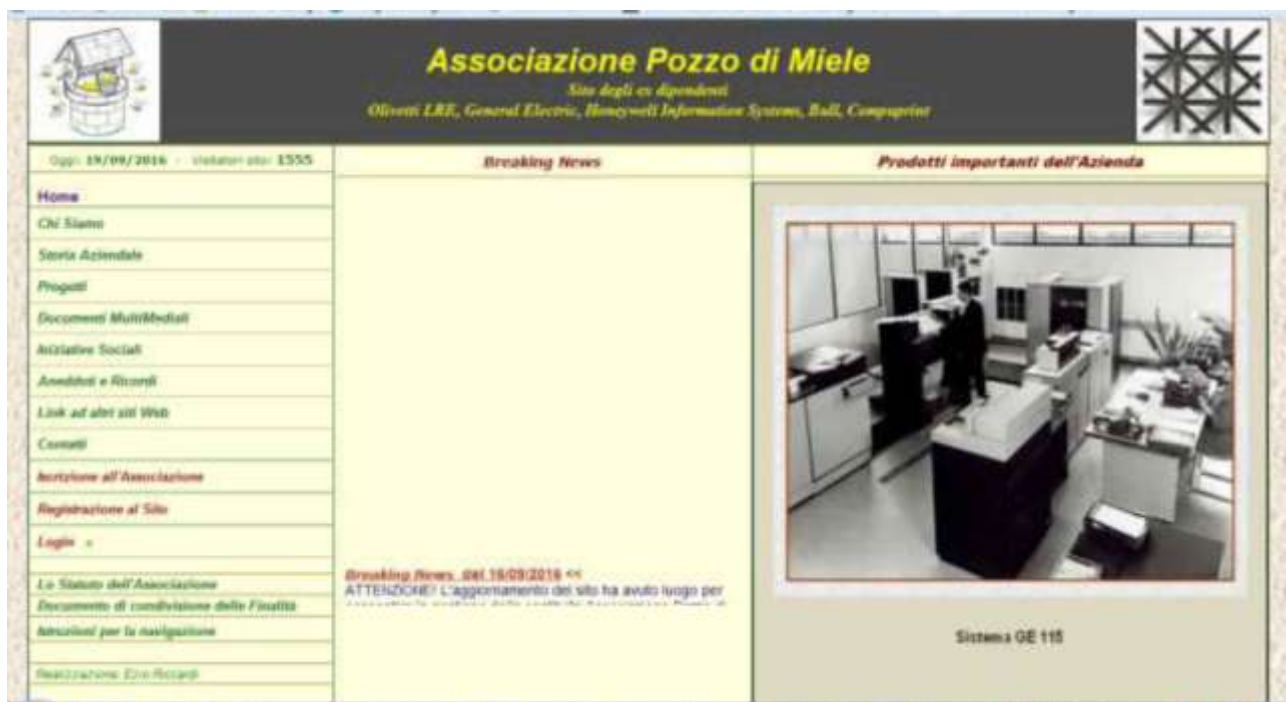 Associazione Pozzo di Miele
Sito degli ex dipendenti
Olivetti LRE, General Electric, Honeywell Information Systems, Bull, Compuprint
Oggi: 19/09/2016 - Visitatori sito: 1555
Breaking News
Prodotti importanti dell'Azienda
Home
Chi Siamo
Storia Aziendale
Progetti
Documenti MultiMediali
Iniziative Sociali
Aneddoti e Ricordi
Link ad altri siti Web
Contatti
Iscrizione all'Associazione
Registrazione al Sito
Login
Lo Statuto dell'Associazione
Documento di condivisione delle Finalità
Istruzioni per la navigazione
Realizzazione: Ezio Riccardi
Breaking News del 16/09/2016 <<
ATTENZIONE! L'aggiornamento del sito ha avuto luogo per
Sistema GE 115